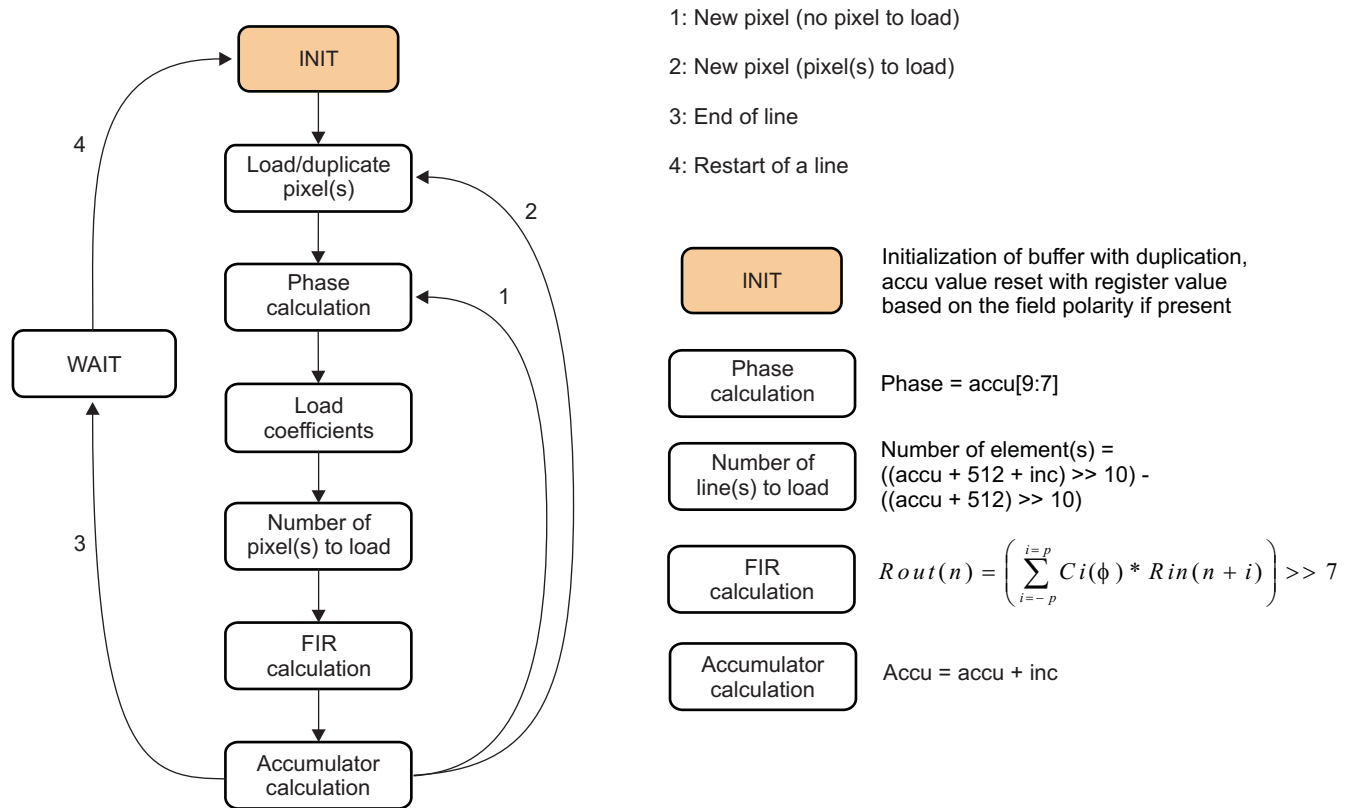 INIT
Load/duplicate
pixel(s)
Phase
calculation
Load
coefficients
Number of
pixel(s) to load
FIR
calculation
Accumulator
calculation
WAIT
4
3
2
1
1: New pixel (no pixel to load)
2: New pixel (pixel(s) to load)
3: End of line
4: Restart of a line
INIT
Initialization of buffer with duplication,
accu value reset with register value
based on the field polarity if present
Phase
calculation
Phase = accu[9:7]
Number of
line(s) to load
Number of element(s) =
((accu + 512 + inc) >> 10) -
((accu + 512) >> 10)
FIR
calculation
Rout(n) = ( ∑_{i=-p}^{i=p} Ci(ϕ) * Rin(n + i) ) >> 7
Accumulator
calculation
Accu = accu + inc